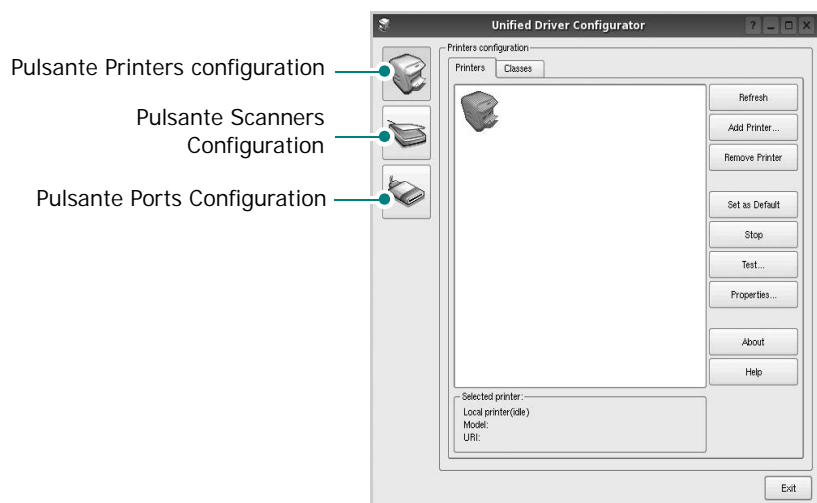 Unified Driver Configurator
Pulsante Printers configuration
Pulsante Scanners
Configuration
Pulsante Ports Configuration
Printers configuration
Printers
Classes
Refresh
Add Printer...
Remove Printer
Set as Default
Stop
Test...
Properties...
About
Help
Selected printer:
Local printer(idle)
Model:
URI:
Exit